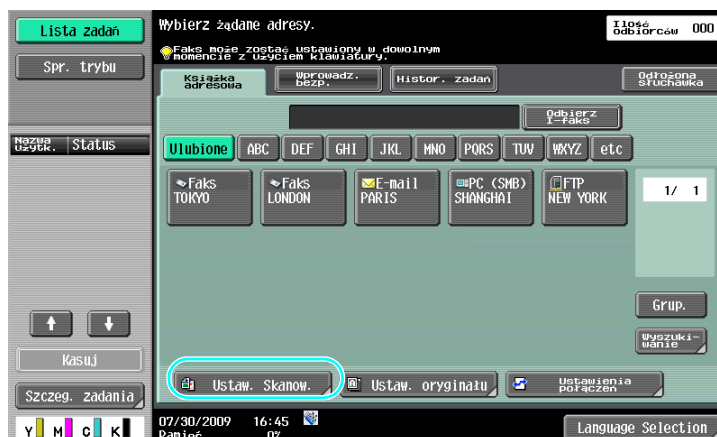 Lista zadań
Spr. trybu
Nazwa użytk.
Status
Kasuj
Szczeg. zadania
Y M C K
Wybierz żądane adresy.
Faks może zostać ustawiony w dowolnym
momencie z użyciem klawiatury.
Ilość
odbiorców 000
Książka
adresowa
Wprowadz.
bezp.
Histor. zadań
Odłożona
słuchawka
Odbierz
I-faks
Ulubione ABC DEF GHI JKL MNO PQRS TUV WXYZ etc
Faks
TOKYO
Faks
LONDON
E-mail
PARIS
PC (SMB)
SHANGHAI
FTP
NEW YORK
1/ 1
Grup.
Wyszuki-
wanie
Ustaw. Skanow.
Ustaw. oryginału
Ustawienia
połączeń
07/30/2009 16:45
Pamięć 0%
Language Selection